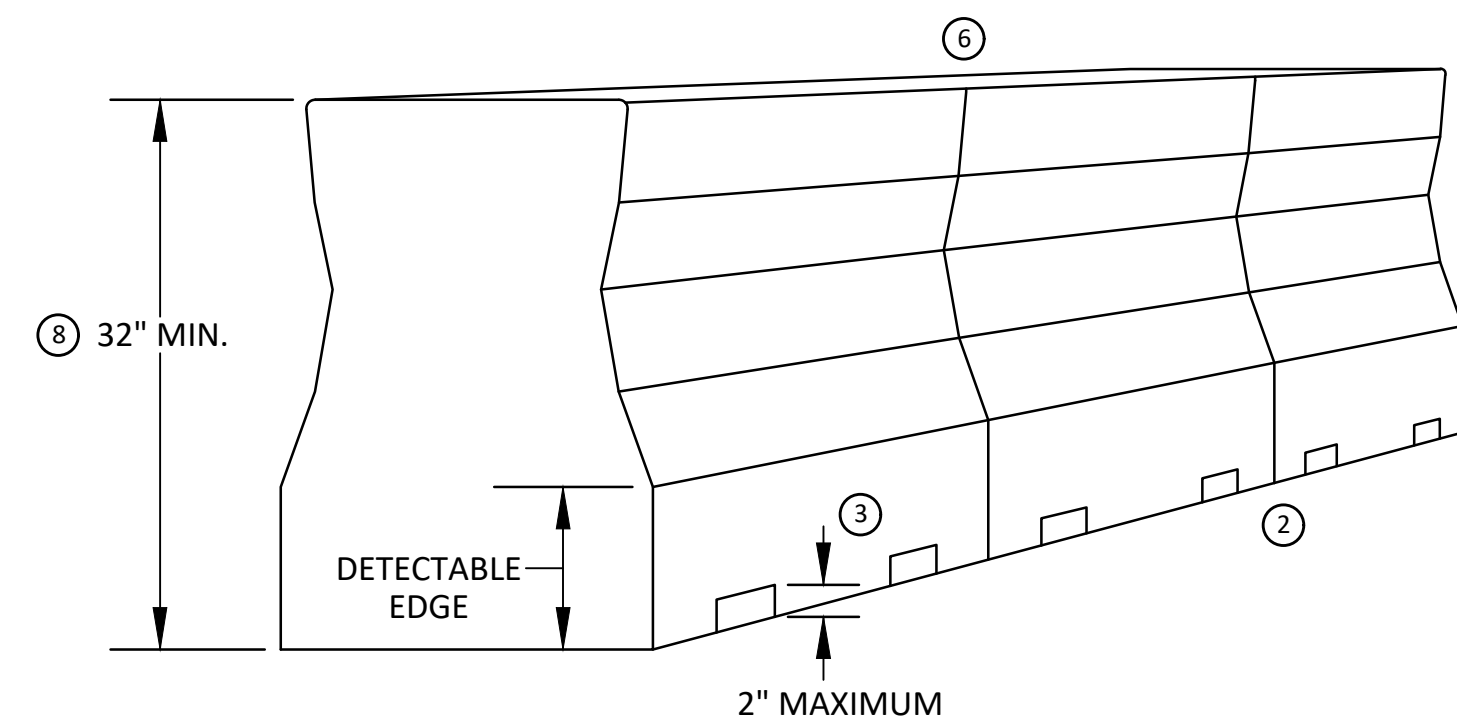 6
8 32" MIN.
3
2
DETECTABLE
EDGE
2" MAXIMUM